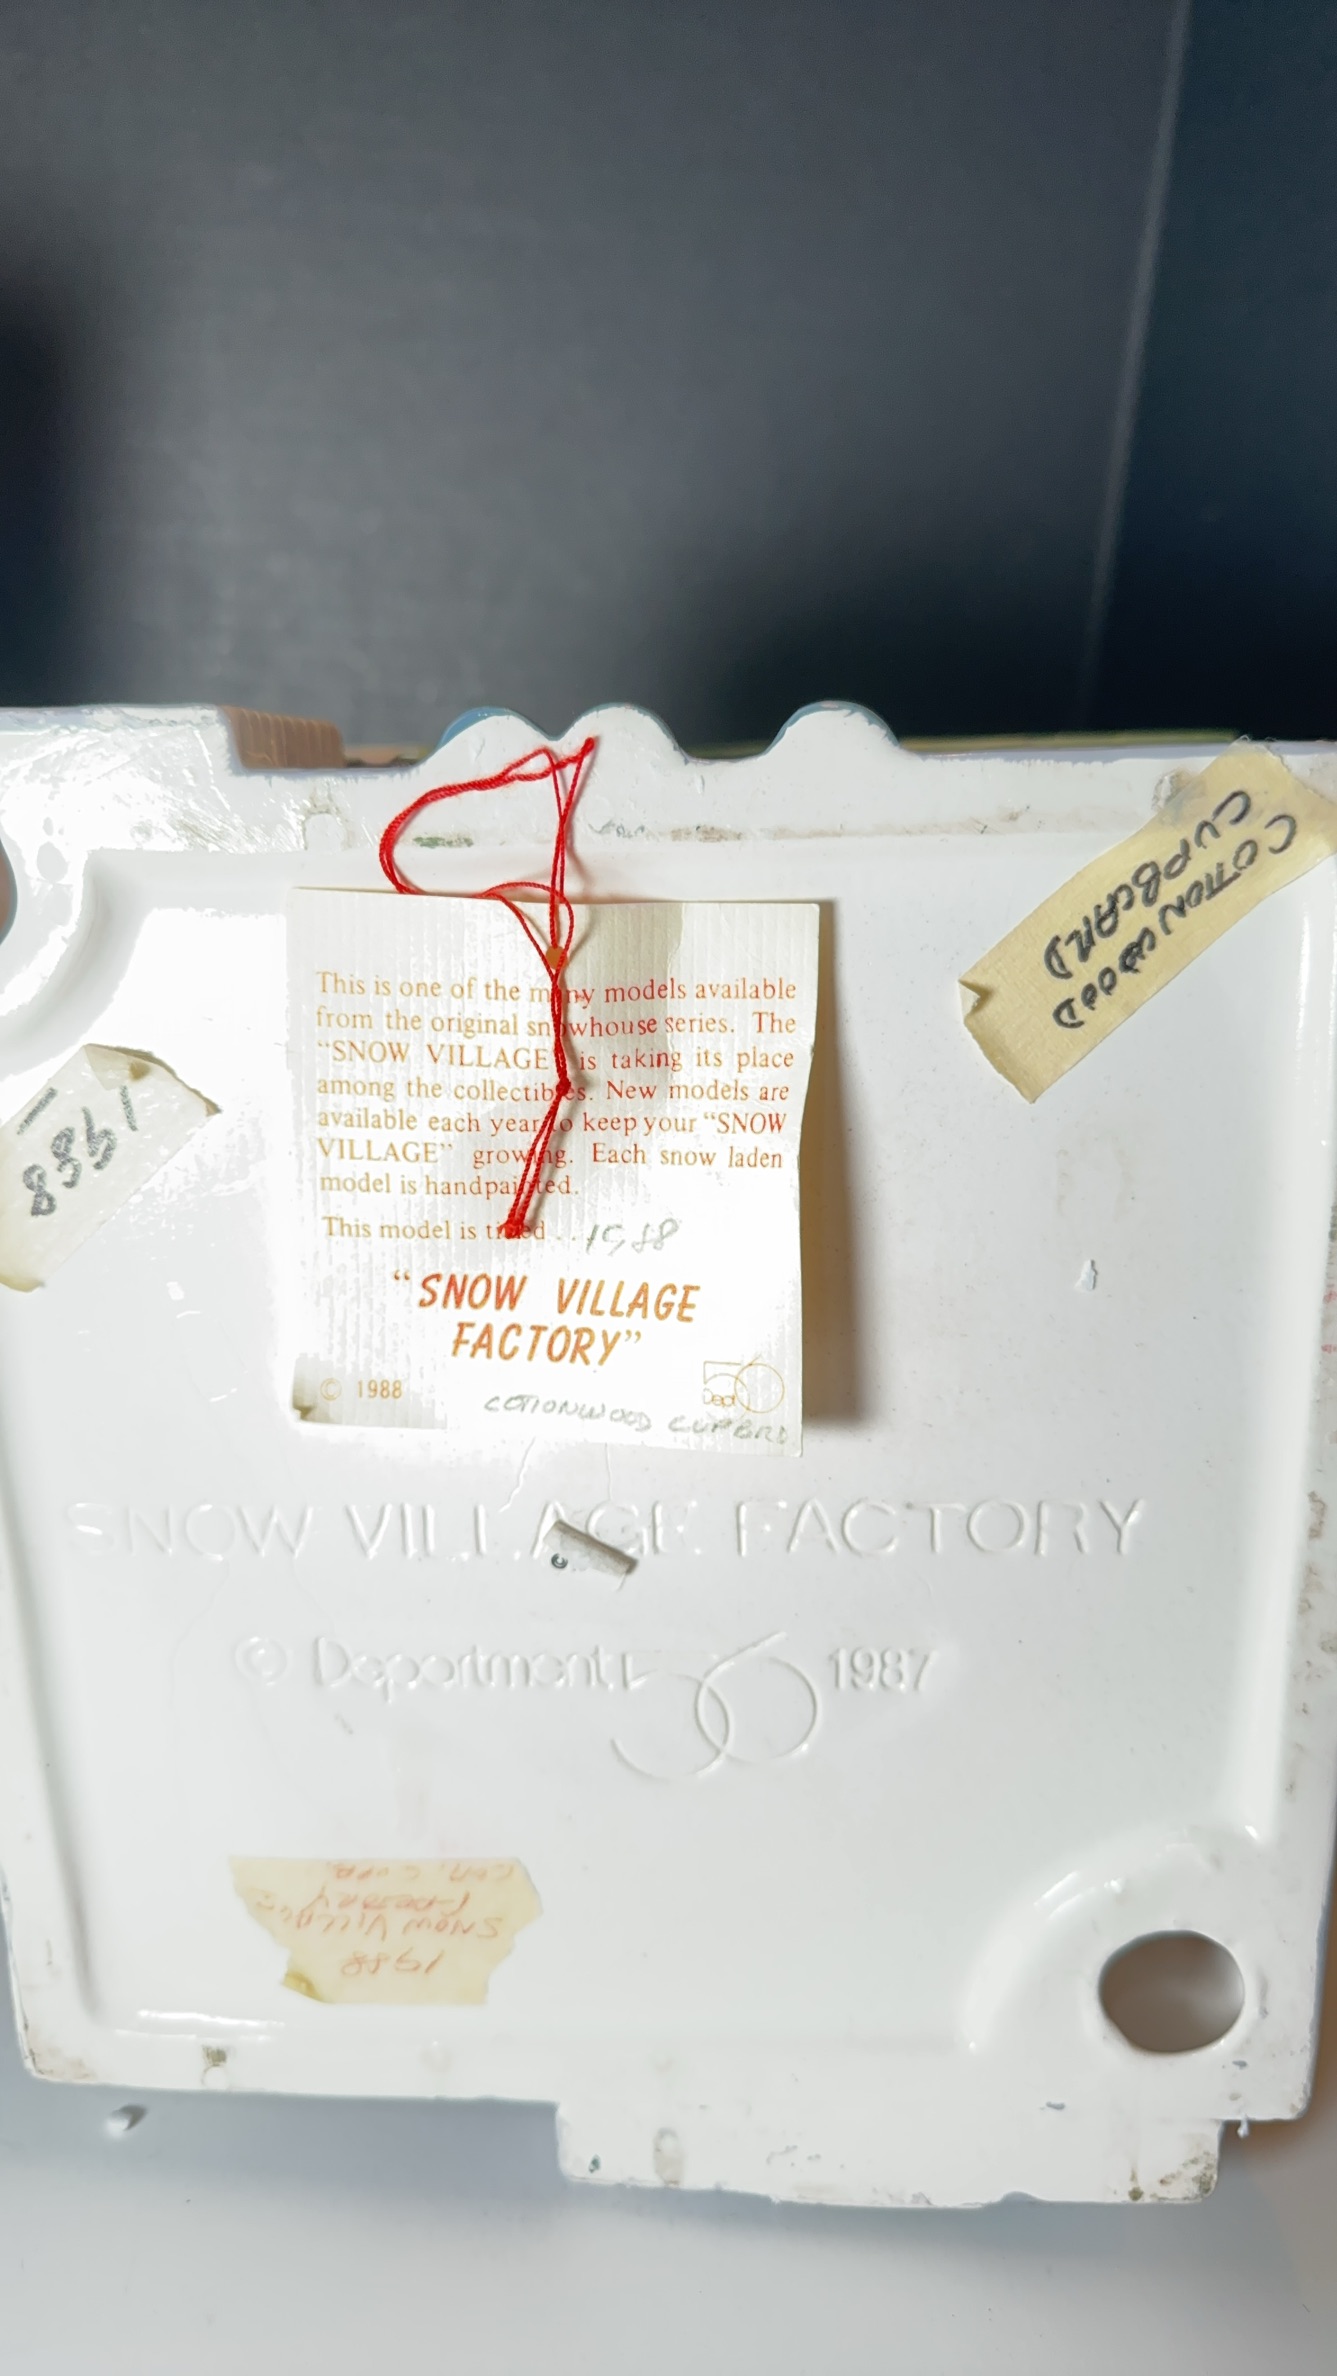 COTTONWOOD
CUPBOARD
This is one of the many models available
from the original snowhouse series. The
"SNOW VILLAGE" is taking its place
among the collectibles. New models are
available each year to keep your "SNOW
VILLAGE" growing. Each snow laden
model is handpainted.
This model is titled . . . 1988
"SNOW VILLAGE
FACTORY"
© 1988
Dept 56
COTTONWOOD CUPBRD
1988
SNOW VILLAGE FACTORY
© Department 56 1987
1988
SNOW VILLAGE
FACTORY